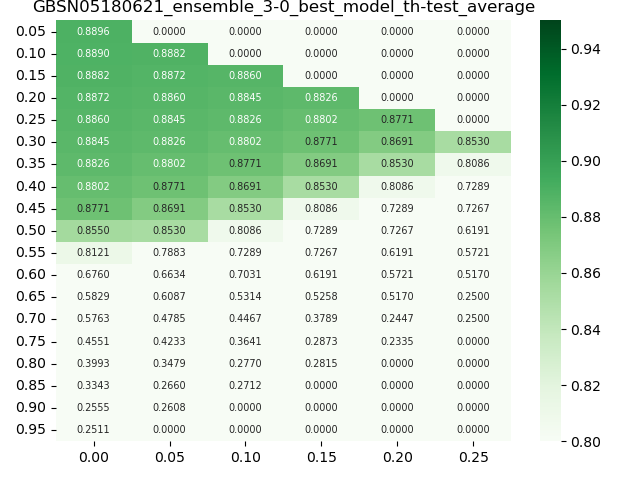 GBSN05180621_ensemble_3-0_best_model_th-test_average
0.05 0.8896 0.0000 0.0000 0.0000 0.0000 0.0000
0.10 0.8890 0.8882 0.0000 0.0000 0.0000 0.0000
0.15 0.8882 0.8872 0.8860 0.0000 0.0000 0.0000
0.20 0.8872 0.8860 0.8845 0.8826 0.0000 0.0000
0.25 0.8860 0.8845 0.8826 0.8802 0.8771 0.0000
0.30 0.8845 0.8826 0.8802 0.8771 0.8691 0.8530
0.35 0.8826 0.8802 0.8771 0.8691 0.8530 0.8086
0.40 0.8802 0.8771 0.8691 0.8530 0.8086 0.7289
0.45 0.8771 0.8691 0.8530 0.8086 0.7289 0.7267
0.50 0.8550 0.8530 0.8086 0.7289 0.7267 0.6191
0.55 0.8121 0.7883 0.7289 0.7267 0.6191 0.5721
0.60 0.6760 0.6634 0.7031 0.6191 0.5721 0.5170
0.65 0.5829 0.6087 0.5314 0.5258 0.5170 0.2500
0.70 0.5763 0.4785 0.4467 0.3789 0.2447 0.2500
0.75 0.4551 0.4233 0.3641 0.2873 0.2335 0.0000
0.80 0.3993 0.3479 0.2770 0.2815 0.0000 0.0000
0.85 0.3343 0.2660 0.2712 0.0000 0.0000 0.0000
0.90 0.2555 0.2608 0.0000 0.0000 0.0000 0.0000
0.95 0.2511 0.0000 0.0000 0.0000 0.0000 0.0000
0.00 0.05 0.10 0.15 0.20 0.25
0.94
0.92
0.90
0.88
0.86
0.84
0.82
0.80